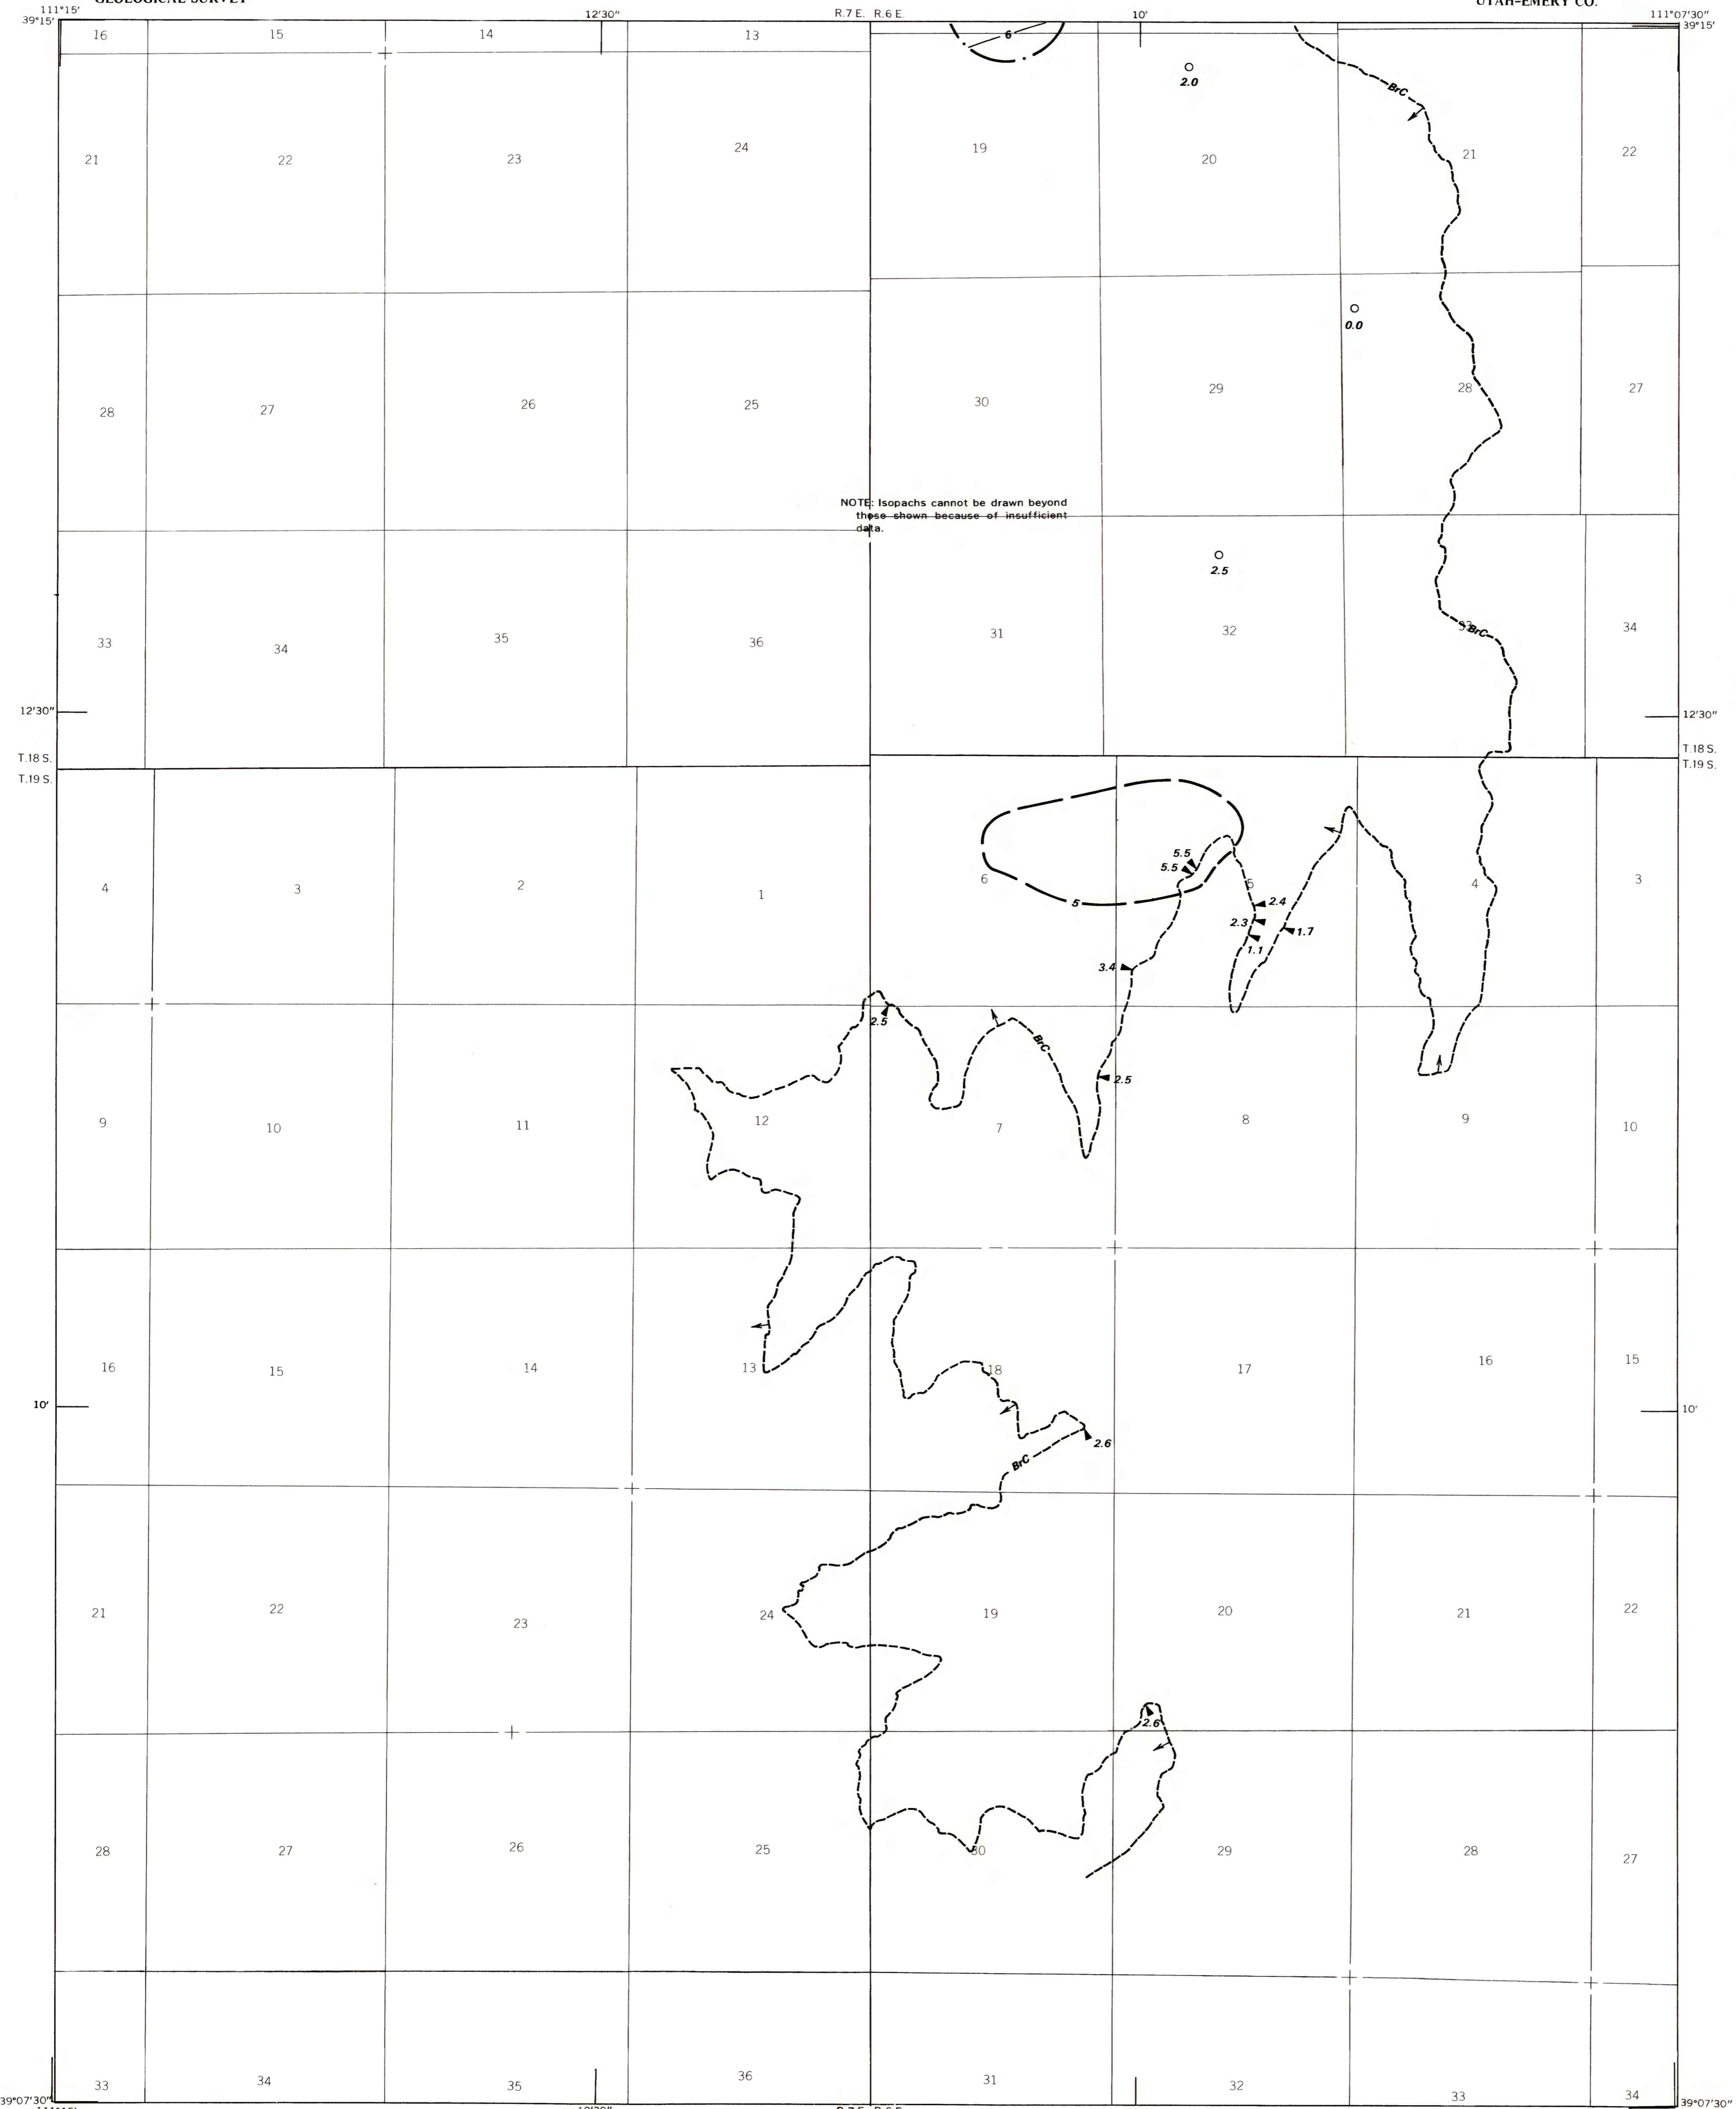 GEOLOGICAL SURVEY
UTAH–EMERY CO.
111°15′ 12′30″ R.7 E. R.6 E. 10′ 111°07′30″
39°15′ 39°15′
16 15 14 13 6
2.0
BrC
21 22 23 24 19 20 21 22
0.0
28 27 26 25 30 29 28 27
NOTE: Isopachs cannot be drawn beyond
those shown because of insufficient
data.
2.5
33 34 35 36 31 32 33 BrC 34
12′30″ 12′30″
T.18 S. T.18 S.
T.19 S. T.19 S.
5.5
5.5
4 3 2 1 6 5 4 3
5 2.4
2.3
1.7
1.1
3.4
2.5
BrC
2.5
9 10 11 12 7 8 9 10
16 15 14 13 18 17 16 15
10′ 10′
2.6
BrC
21 22 23 24 19 20 21 22
2.6
28 27 26 25 30 29 28 27
33 34 35 36 31 32 33 34
39°07′30″ 39°07′30″